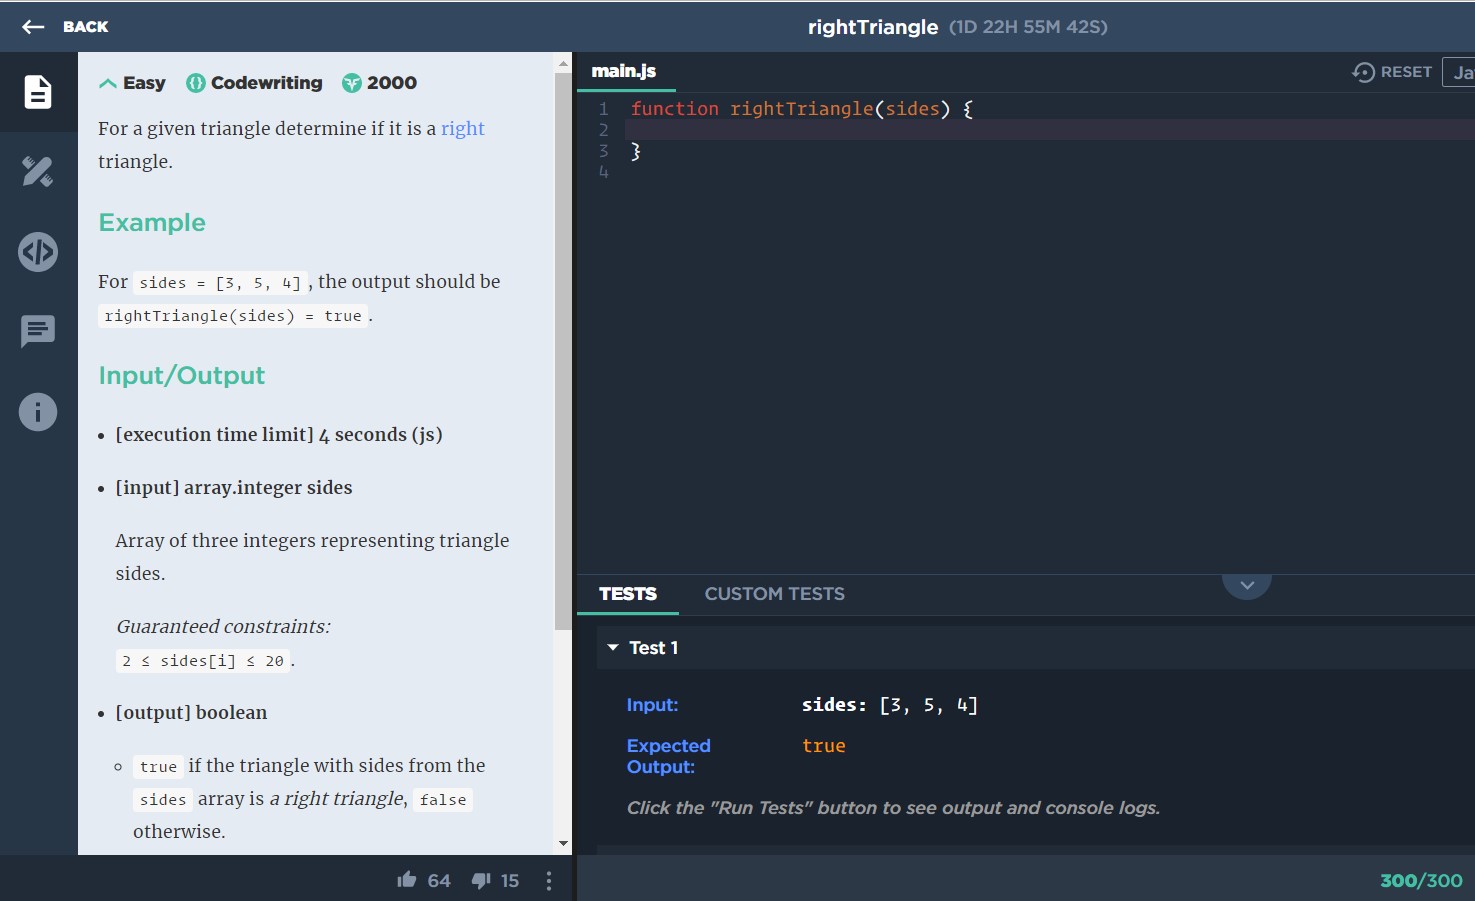 BACK
rightTriangle (1D 22H 55M 42S)
Easy Codewriting 2000
For a given triangle determine if it is a right
triangle.
Example
For sides = [3, 5, 4], the output should be
rightTriangle(sides) = true.
Input/Output
• [execution time limit] 4 seconds (js)
• [input] array.integer sides
Array of three integers representing triangle
sides.
Guaranteed constraints:
2 ≤ sides[i] ≤ 20.
• [output] boolean
◦ true if the triangle with sides from the
sides array is a right triangle, false
otherwise.
64 15
main.js
RESET Ja
1 function rightTriangle(sides) {
2
3 }
4
TESTS CUSTOM TESTS
Test 1
Input: sides: [3, 5, 4]
Expected true
Output:
Click the "Run Tests" button to see output and console logs.
300/300